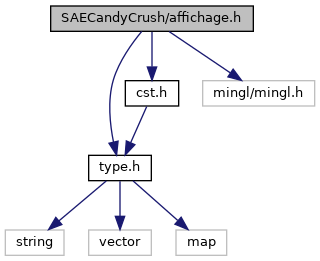 SAECandyCrush/affichage.h
cst.h
mingl/mingl.h
type.h
string
vector
map